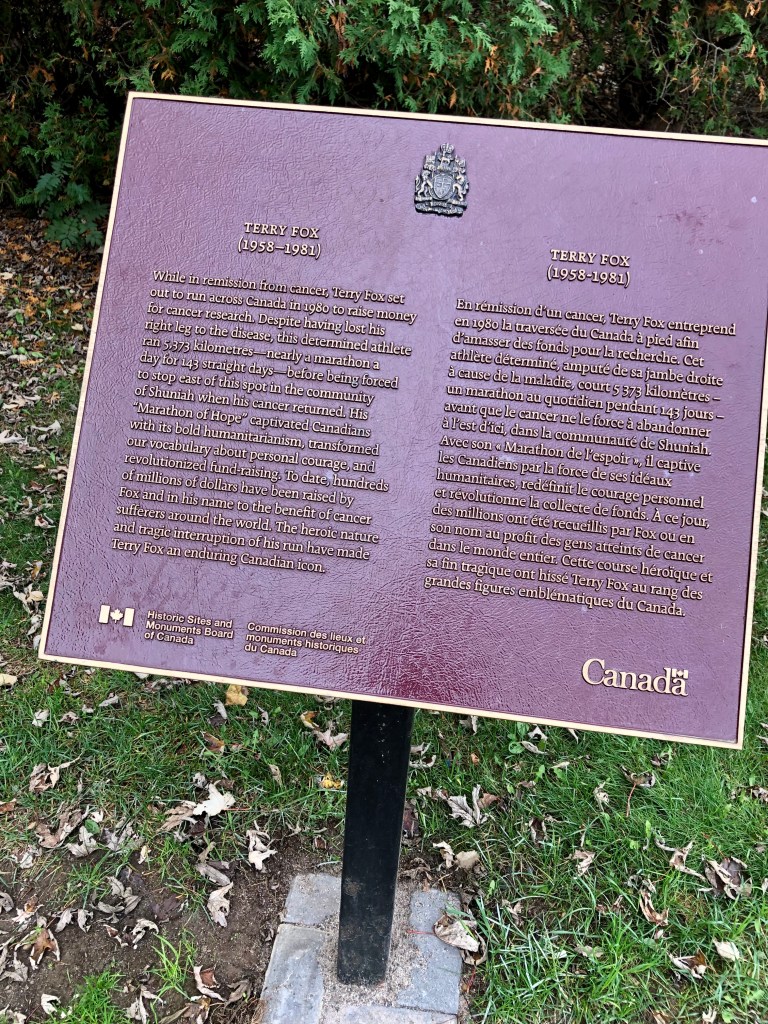 TERRY FOX
(1958–1981)
While in remission from cancer, Terry Fox set
out to run across Canada in 1980 to raise money
for cancer research. Despite having lost his
right leg to the disease, this determined athlete
ran 5,373 kilometres—nearly a marathon a
day for 143 straight days—before being forced
to stop east of this spot in the community
of Shuniah when his cancer returned. His
“Marathon of Hope” captivated Canadians
with its bold humanitarianism, transformed
our vocabulary about personal courage, and
revolutionized fund-raising. To date, hundreds
of millions of dollars have been raised by
Fox and in his name to the benefit of cancer
sufferers around the world. The heroic nature
and tragic interruption of his run have made
Terry Fox an enduring Canadian icon.
TERRY FOX
(1958-1981)
En rémission d’un cancer, Terry Fox entreprend
en 1980 la traversée du Canada à pied afin
d’amasser des fonds pour la recherche. Cet
athlète déterminé, amputé de sa jambe droite
à cause de la maladie, court 5 373 kilomètres –
un marathon au quotidien pendant 143 jours –
avant que le cancer ne le force à abandonner
à l’est d’ici, dans la communauté de Shuniah.
Avec son « Marathon de l’espoir », il captive
les Canadiens par la force de ses idéaux
humanitaires, redéfinit le courage personnel
et révolutionne la collecte de fonds. À ce jour,
des millions ont été recueillis par Fox ou en
son nom au profit des gens atteints de cancer
dans le monde entier. Cette course héroïque et
sa fin tragique ont hissé Terry Fox au rang des
grandes figures emblématiques du Canada.
Historic Sites and
Monuments Board
of Canada
Commission des lieux et
monuments historiques
du Canada
Canada